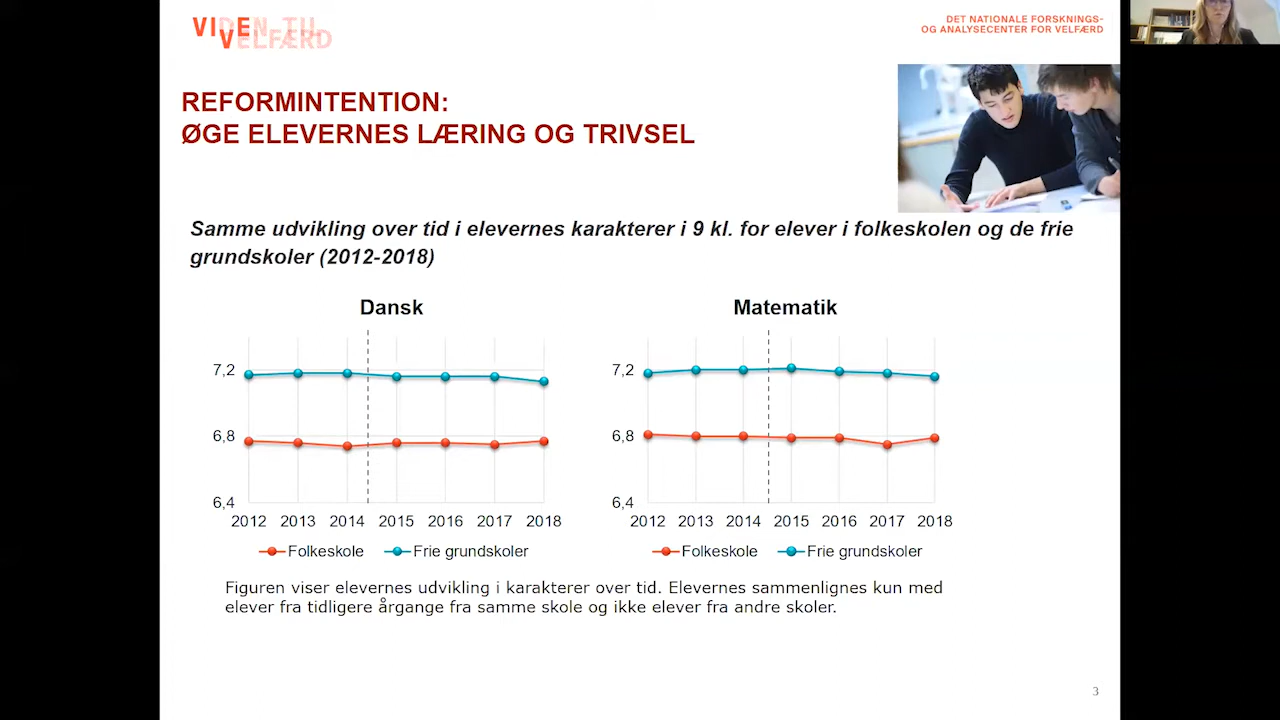 VIDEN TIL
VELFÆRD
DET NATIONALE FORSKNINGS-
OG ANALYSECENTER FOR VELFÆRD
REFORMINTENTION:
ØGE ELEVERNES LÆRING OG TRIVSEL
Samme udvikling over tid i elevernes karakterer i 9 kl. for elever i folkeskolen og de frie
grundskoler (2012-2018)
Dansk
7,2
6,8
6,4
2012 2013 2014 2015 2016 2017 2018
Folkeskole Frie grundskoler
Matematik
7,2
6,8
6,4
2012 2013 2014 2015 2016 2017 2018
Folkeskole Frie grundskoler
Figuren viser elevernes udvikling i karakterer over tid. Elevernes sammenlignes kun med
elever fra tidligere årgange fra samme skole og ikke elever fra andre skoler.
3